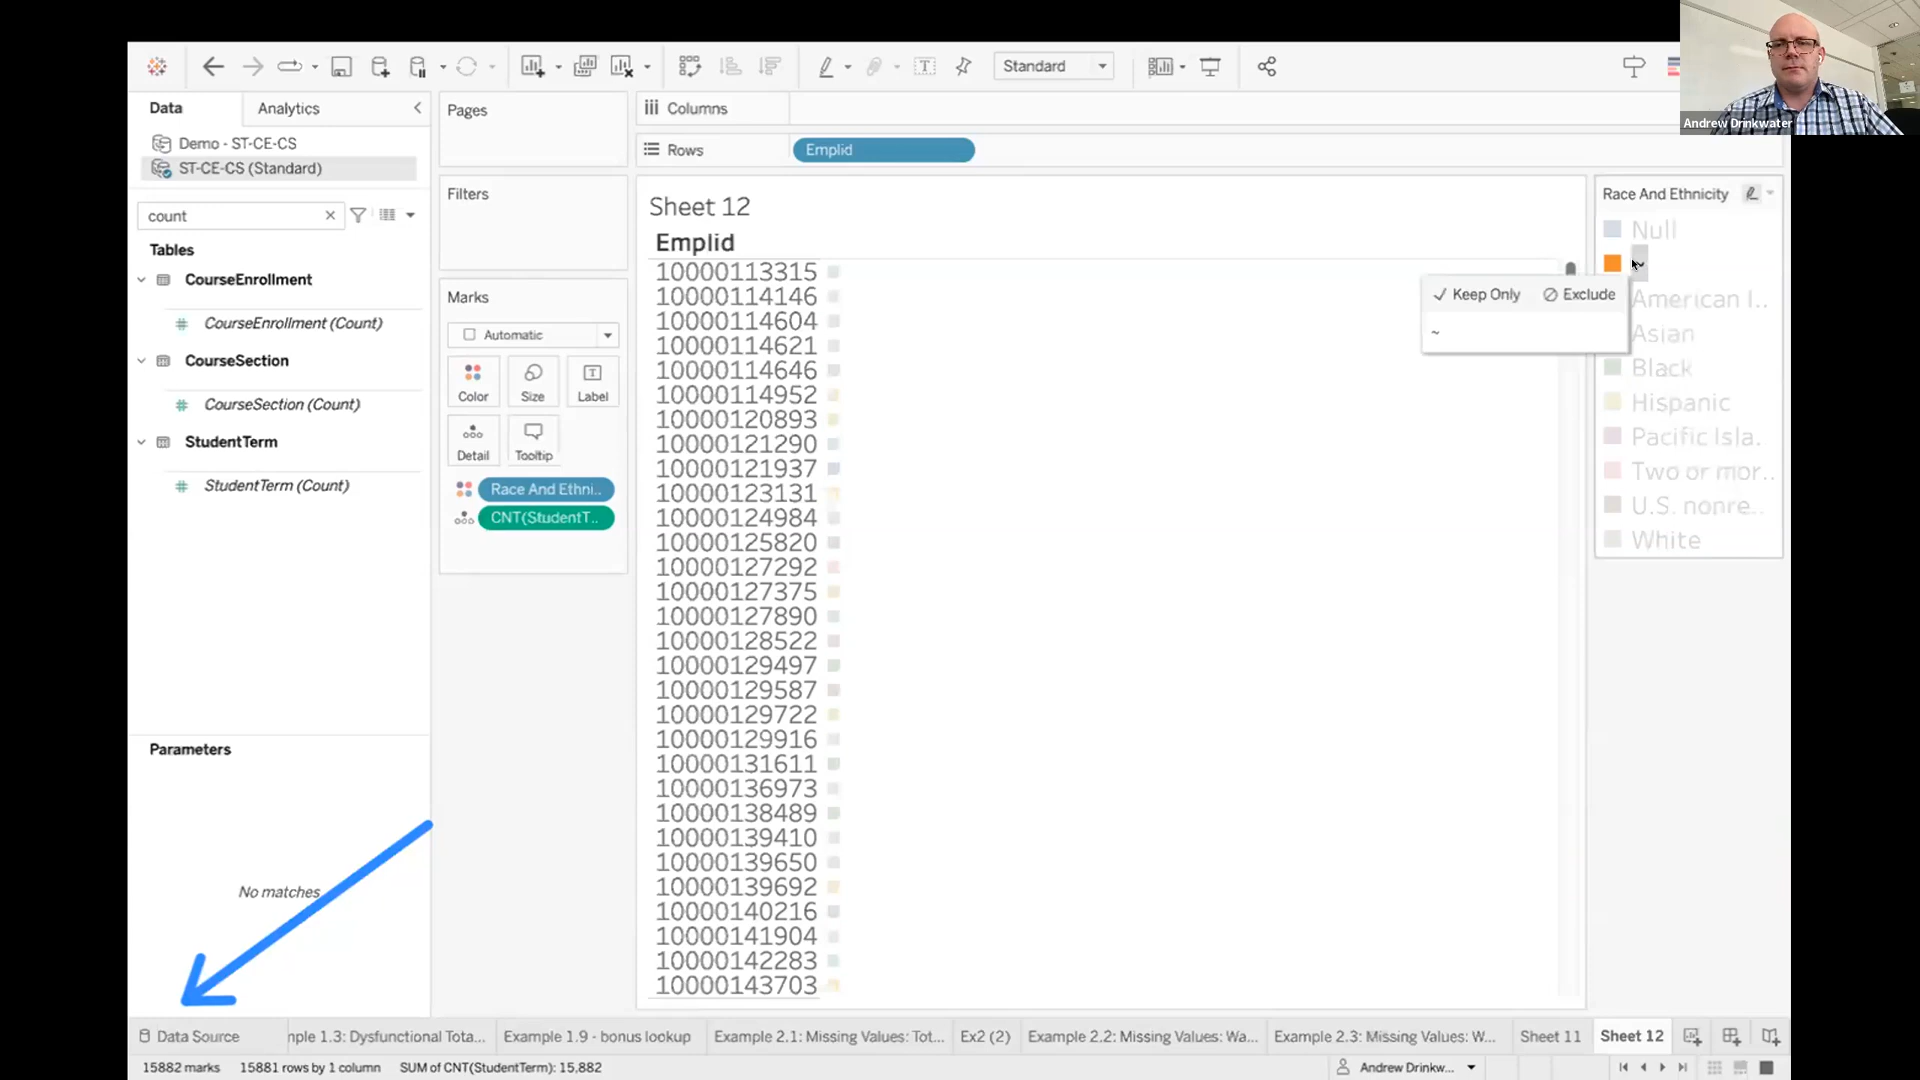 Standard
Andrew Drinkwater
Data
Analytics
Demo - ST-CE-CS
ST-CE-CS (Standard)
count
Tables
CourseEnrollment
CourseEnrollment (Count)
CourseSection
CourseSection (Count)
StudentTerm
StudentTerm (Count)
Parameters
No matches
Pages
Filters
Marks
Automatic
Color
Size
Label
Detail
Tooltip
Race And Ethni..
CNT(StudentT..
Columns
Rows
Emplid
Sheet 12
Emplid
10000113315
10000114146
10000114604
10000114621
10000114646
10000114952
10000120893
10000121290
10000121937
10000123131
10000124984
10000125820
10000127292
10000127375
10000127890
10000128522
10000129497
10000129587
10000129722
10000129916
10000131611
10000136973
10000138489
10000139410
10000139650
10000139692
10000140216
10000141904
10000142283
10000143703
Keep Only Exclude
~
Race And Ethnicity
Null
American I..
Asian
Black
Hispanic
Pacific Isla..
Two or mor..
U.S. nonre..
White
Data Source
nple 1.3: Dysfunctional Tota...
Example 1.9 - bonus lookup
Example 2.1: Missing Values: Tot...
Ex2 (2)
Example 2.2: Missing Values: Wa...
Example 2.3: Missing Values: W...
Sheet 11
Sheet 12
15882 marks
15881 rows by 1 column
SUM of CNT(StudentTerm): 15,882
Andrew Drinkw...